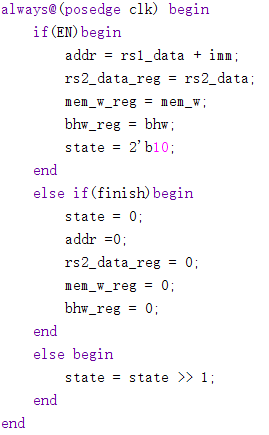 always@(posedge clk) begin
    if(EN)begin
        addr = rs1_data + imm;
        rs2_data_reg = rs2_data;
        mem_w_reg = mem_w;
        bhw_reg = bhw;
        state = 2'b10;
    end
    else if(finish)begin
        state = 0;
        addr =0;
        rs2_data_reg = 0;
        mem_w_reg = 0;
        bhw_reg = 0;
    end
    else begin
        state = state >> 1;
    end
end